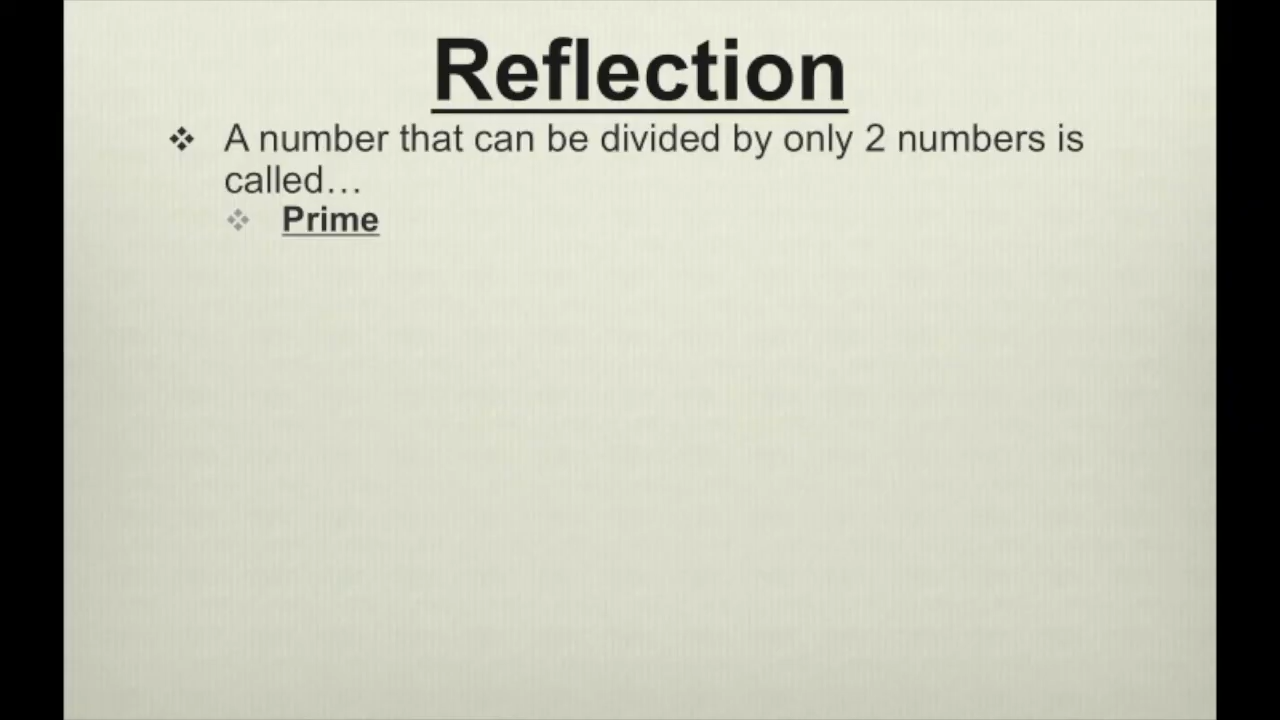 Reflection
❖ A number that can be divided by only 2 numbers is
called…
❖ Prime